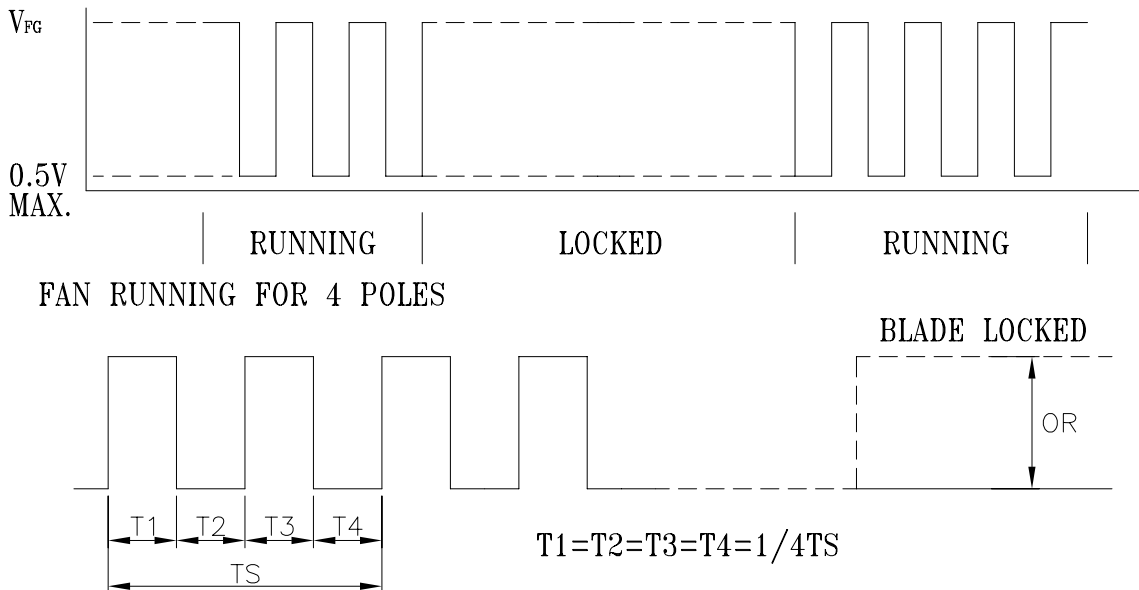 VFG
0.5V
MAX.
RUNNING LOCKED RUNNING
FAN RUNNING FOR 4 POLES
BLADE LOCKED
OR
T1 T2 T3 T4
T1=T2=T3=T4=1/4TS
TS